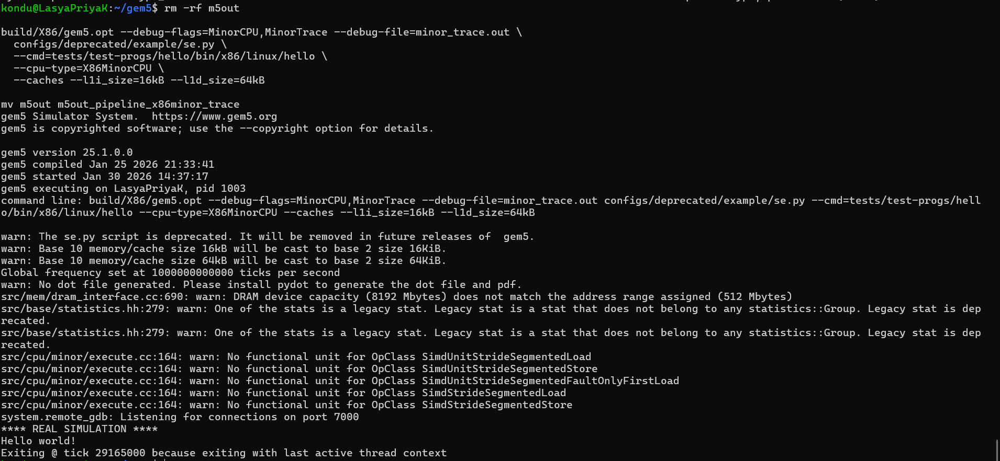 kondu@LasyaPriyaK:~/gem5$ rm -rf m5out

build/X86/gem5.opt --debug-flags=MinorCPU,MinorTrace --debug-file=minor_trace.out \
  configs/deprecated/example/se.py \
  --cmd=tests/test-progs/hello/bin/x86/linux/hello \
  --cpu-type=X86MinorCPU \
  --caches --l1i_size=16kB --l1d_size=64kB

mv m5out m5out_pipeline_x86minor_trace
gem5 Simulator System.  https://www.gem5.org
gem5 is copyrighted software; use the --copyright option for details.

gem5 version 25.1.0.0
gem5 compiled Jan 25 2026 21:33:41
gem5 started Jan 30 2026 14:37:17
gem5 executing on LasyaPriyaK, pid 1003
command line: build/X86/gem5.opt --debug-flags=MinorCPU,MinorTrace --debug-file=minor_trace.out configs/deprecated/example/se.py --cmd=tests/test-progs/hell
o/bin/x86/linux/hello --cpu-type=X86MinorCPU --caches --l1i_size=16kB --l1d_size=64kB

warn: The se.py script is deprecated. It will be removed in future releases of  gem5.
warn: Base 10 memory/cache size 16kB will be cast to base 2 size 16KiB.
warn: Base 10 memory/cache size 64kB will be cast to base 2 size 64KiB.
Global frequency set at 1000000000000 ticks per second
warn: No dot file generated. Please install pydot to generate the dot file and pdf.
src/mem/dram_interface.cc:690: warn: DRAM device capacity (8192 Mbytes) does not match the address range assigned (512 Mbytes)
src/base/statistics.hh:279: warn: One of the stats is a legacy stat. Legacy stat is a stat that does not belong to any statistics::Group. Legacy stat is dep
recated.
src/base/statistics.hh:279: warn: One of the stats is a legacy stat. Legacy stat is a stat that does not belong to any statistics::Group. Legacy stat is dep
recated.
src/cpu/minor/execute.cc:164: warn: No functional unit for OpClass SimdUnitStrideSegmentedLoad
src/cpu/minor/execute.cc:164: warn: No functional unit for OpClass SimdUnitStrideSegmentedStore
src/cpu/minor/execute.cc:164: warn: No functional unit for OpClass SimdUnitStrideSegmentedFaultOnlyFirstLoad
src/cpu/minor/execute.cc:164: warn: No functional unit for OpClass SimdStrideSegmentedLoad
src/cpu/minor/execute.cc:164: warn: No functional unit for OpClass SimdStrideSegmentedStore
system.remote_gdb: Listening for connections on port 7000
**** REAL SIMULATION ****
Hello world!
Exiting @ tick 29165000 because exiting with last active thread context